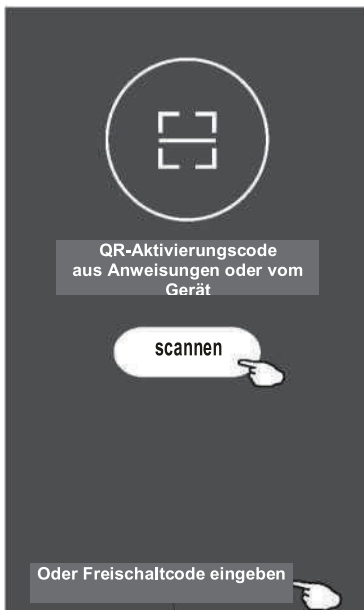 QR-Aktivierungscode
aus Anweisungen oder vom
Gerät
scannen
Oder Freischaltcode eingeben